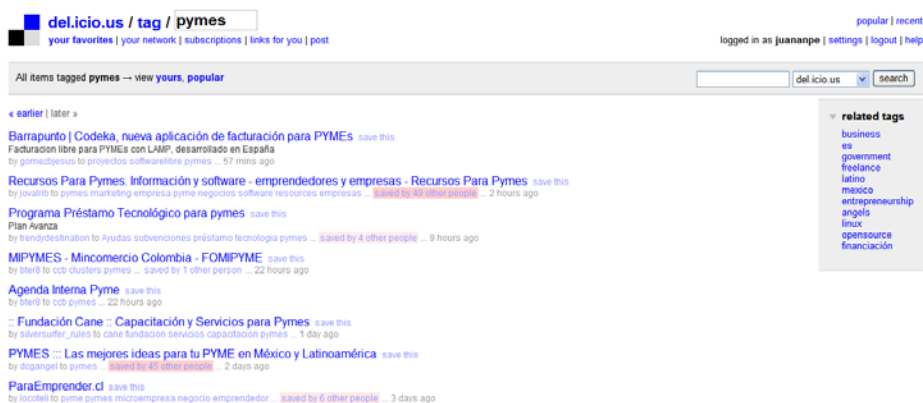 del.icio.us / tag / pymes
popular | recent
your favorites | your network | subscriptions | links for you | post
logged in as juananpe | settings | logout | help
All items tagged pymes → view yours, popular
del.icio.us search
« earlier | later »
Barrapunto | Codeka, nueva aplicación de facturación para PYMEs save this
Facturacion libre para PYMEs con LAMP, desarrollado en España
by gomezbjesus to proyectos softwarelibre pymes ... 57 mins ago
Recursos Para Pymes. Información y software - emprendedores y empresas - Recursos Para Pymes save this
by jovalrib to pymes marketing empresa pyme negocios software resources empresas ... saved by 49 other people ... 2 hours ago
Programa Préstamo Tecnológico para pymes save this
Plan Avanza
by trendydestination to Ayudas subvenciones préstamo tecnologia pymes ... saved by 4 other people ... 9 hours ago
MIPYMES - Mincomercio Colombia - FOMIPYME save this
by bter8 to ccb clusters pymes ... saved by 1 other person ... 22 hours ago
Agenda Interna Pyme save this
by bter8 to ccb pymes ... 22 hours ago
:: Fundación Cane :: Capacitación y Servicios para Pymes save this
by silversurfer_rules to cane fundacion servicios capacitacion pymes ... 1 day ago
PYMES ::: Las mejores ideas para tu PYME en México y Latinoamérica save this
by dcgangel to pymes ... saved by 45 other people ... 2 days ago
ParaEmprender.cl save this
by locoteli to pyme pymes microempresa negocio emprendedor ... saved by 6 other people ... 3 days ago
related tags
business
es
government
freelance
latino
mexico
entrepreneurship
angels
linux
opensource
financiación